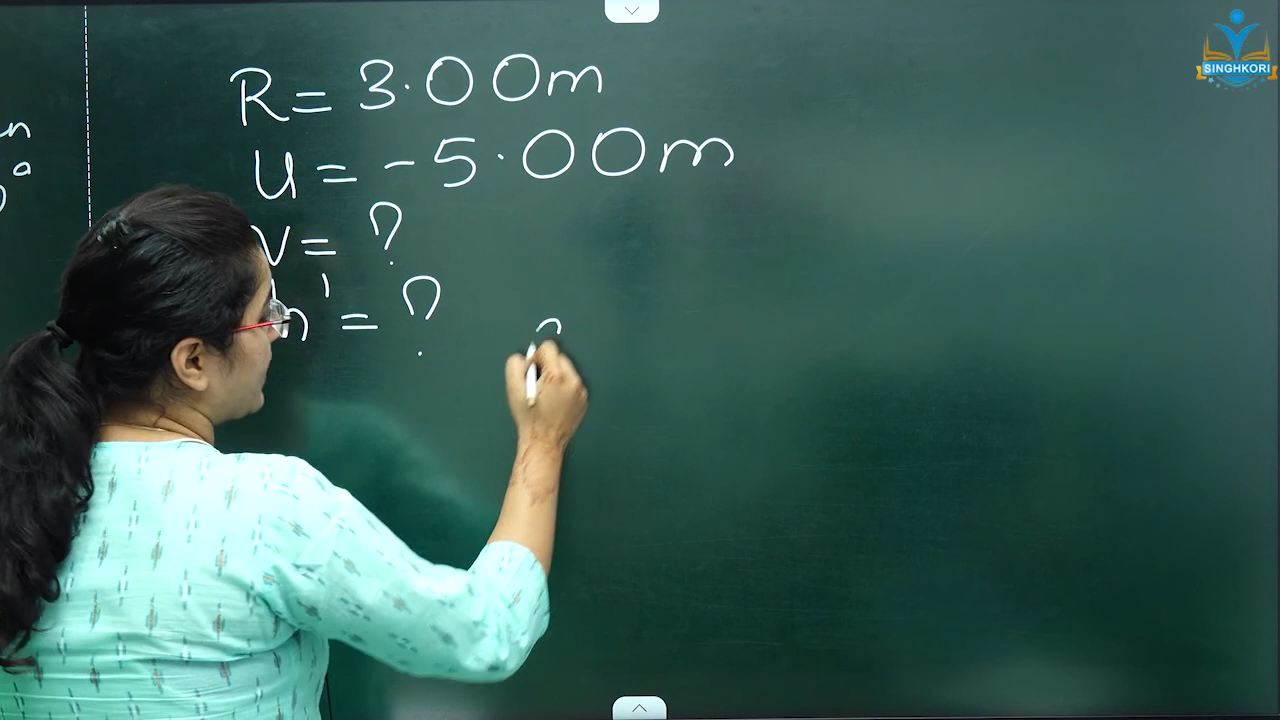 R = 3.00m
u = -5.00m
v = ?
h' = ?
SINGHKORI